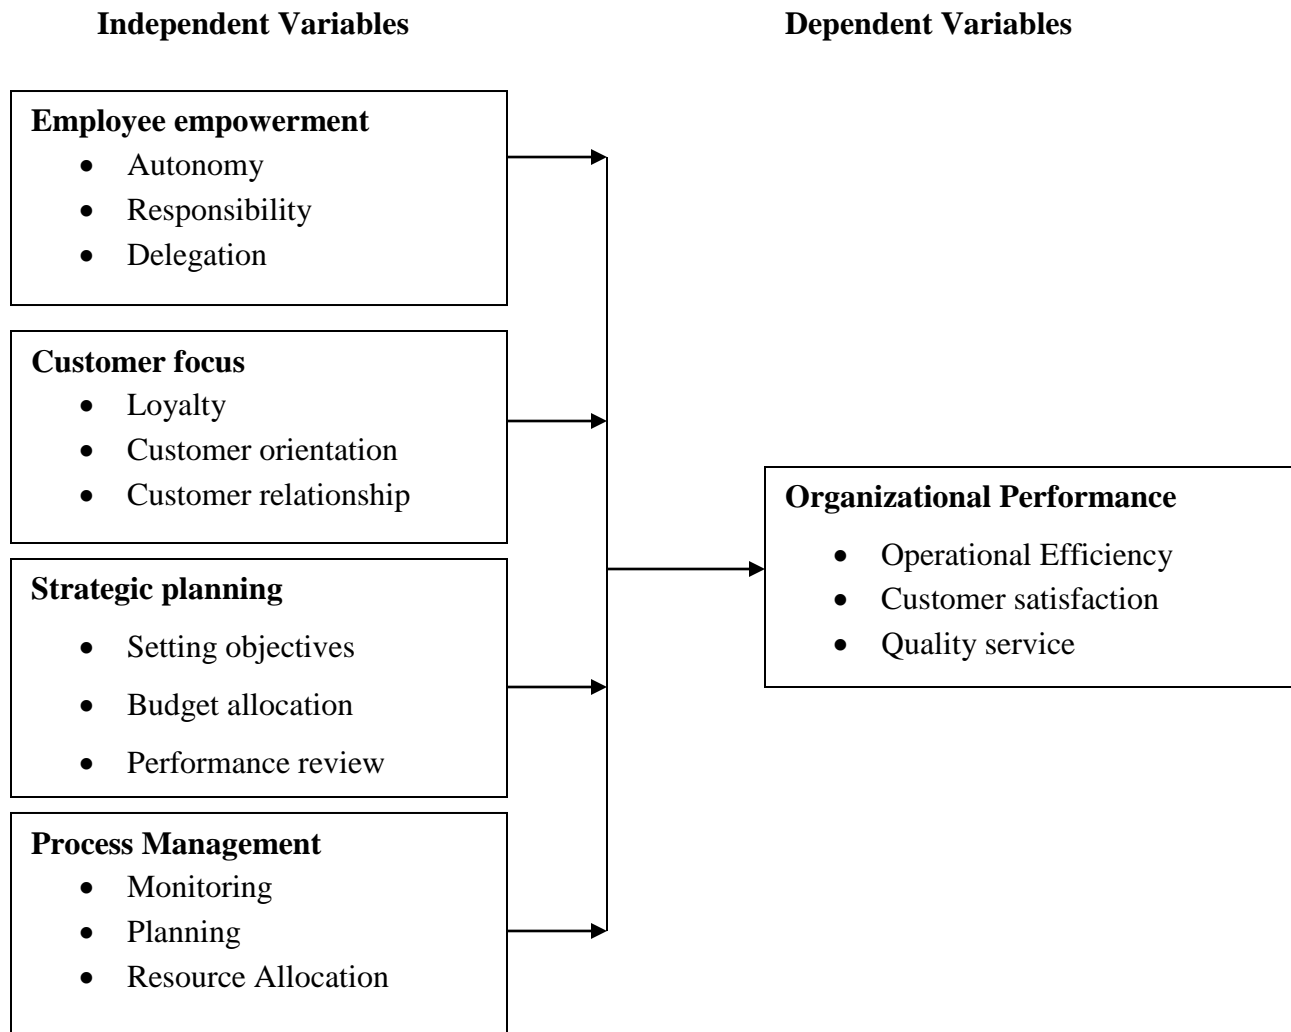 Independent Variables
Dependent Variables
Employee empowerment
• Autonomy
• Responsibility
• Delegation
Customer focus
• Loyalty
• Customer orientation
• Customer relationship
Strategic planning
• Setting objectives
• Budget allocation
• Performance review
Process Management
• Monitoring
• Planning
• Resource Allocation
Organizational Performance
• Operational Efficiency
• Customer satisfaction
• Quality service